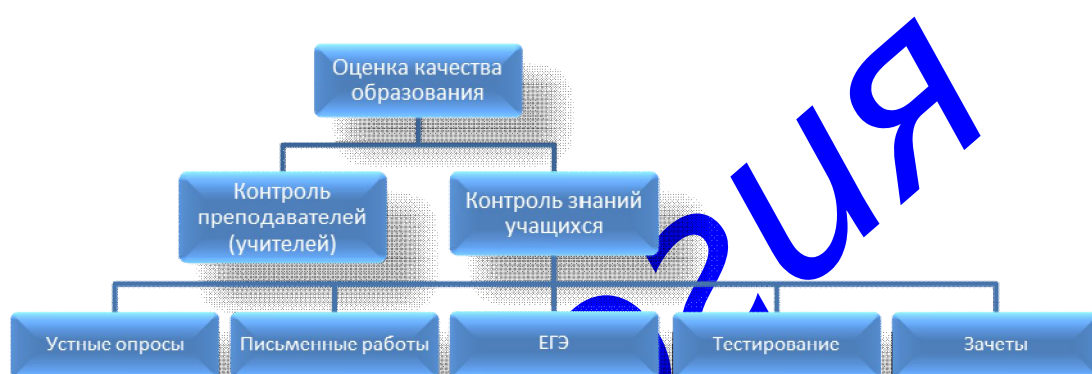 Оценка качества
образования
Контроль
преподавателей
(учителей)
Контроль знаний
учащихся
Устные опросы
Письменные работы
ЕГЭ
Тестирование
Зачеты